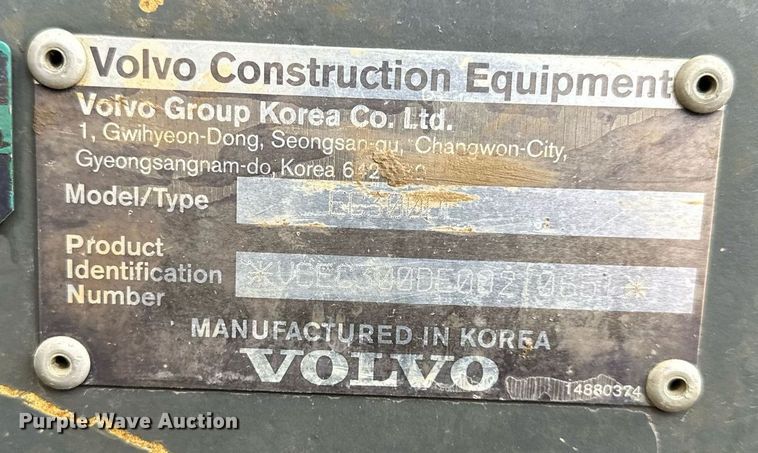 Volvo Construction Equipment
Volvo Group Korea Co. Ltd.
1, Gwihyeon-Dong, Seongsan-gu, Changwon-City,
Gyeongsangnam-do, Korea
Model/Type
Product
Identification
Number
MANUFACTURED IN KOREA
VOLVO
14880374
Purple Wave Auction